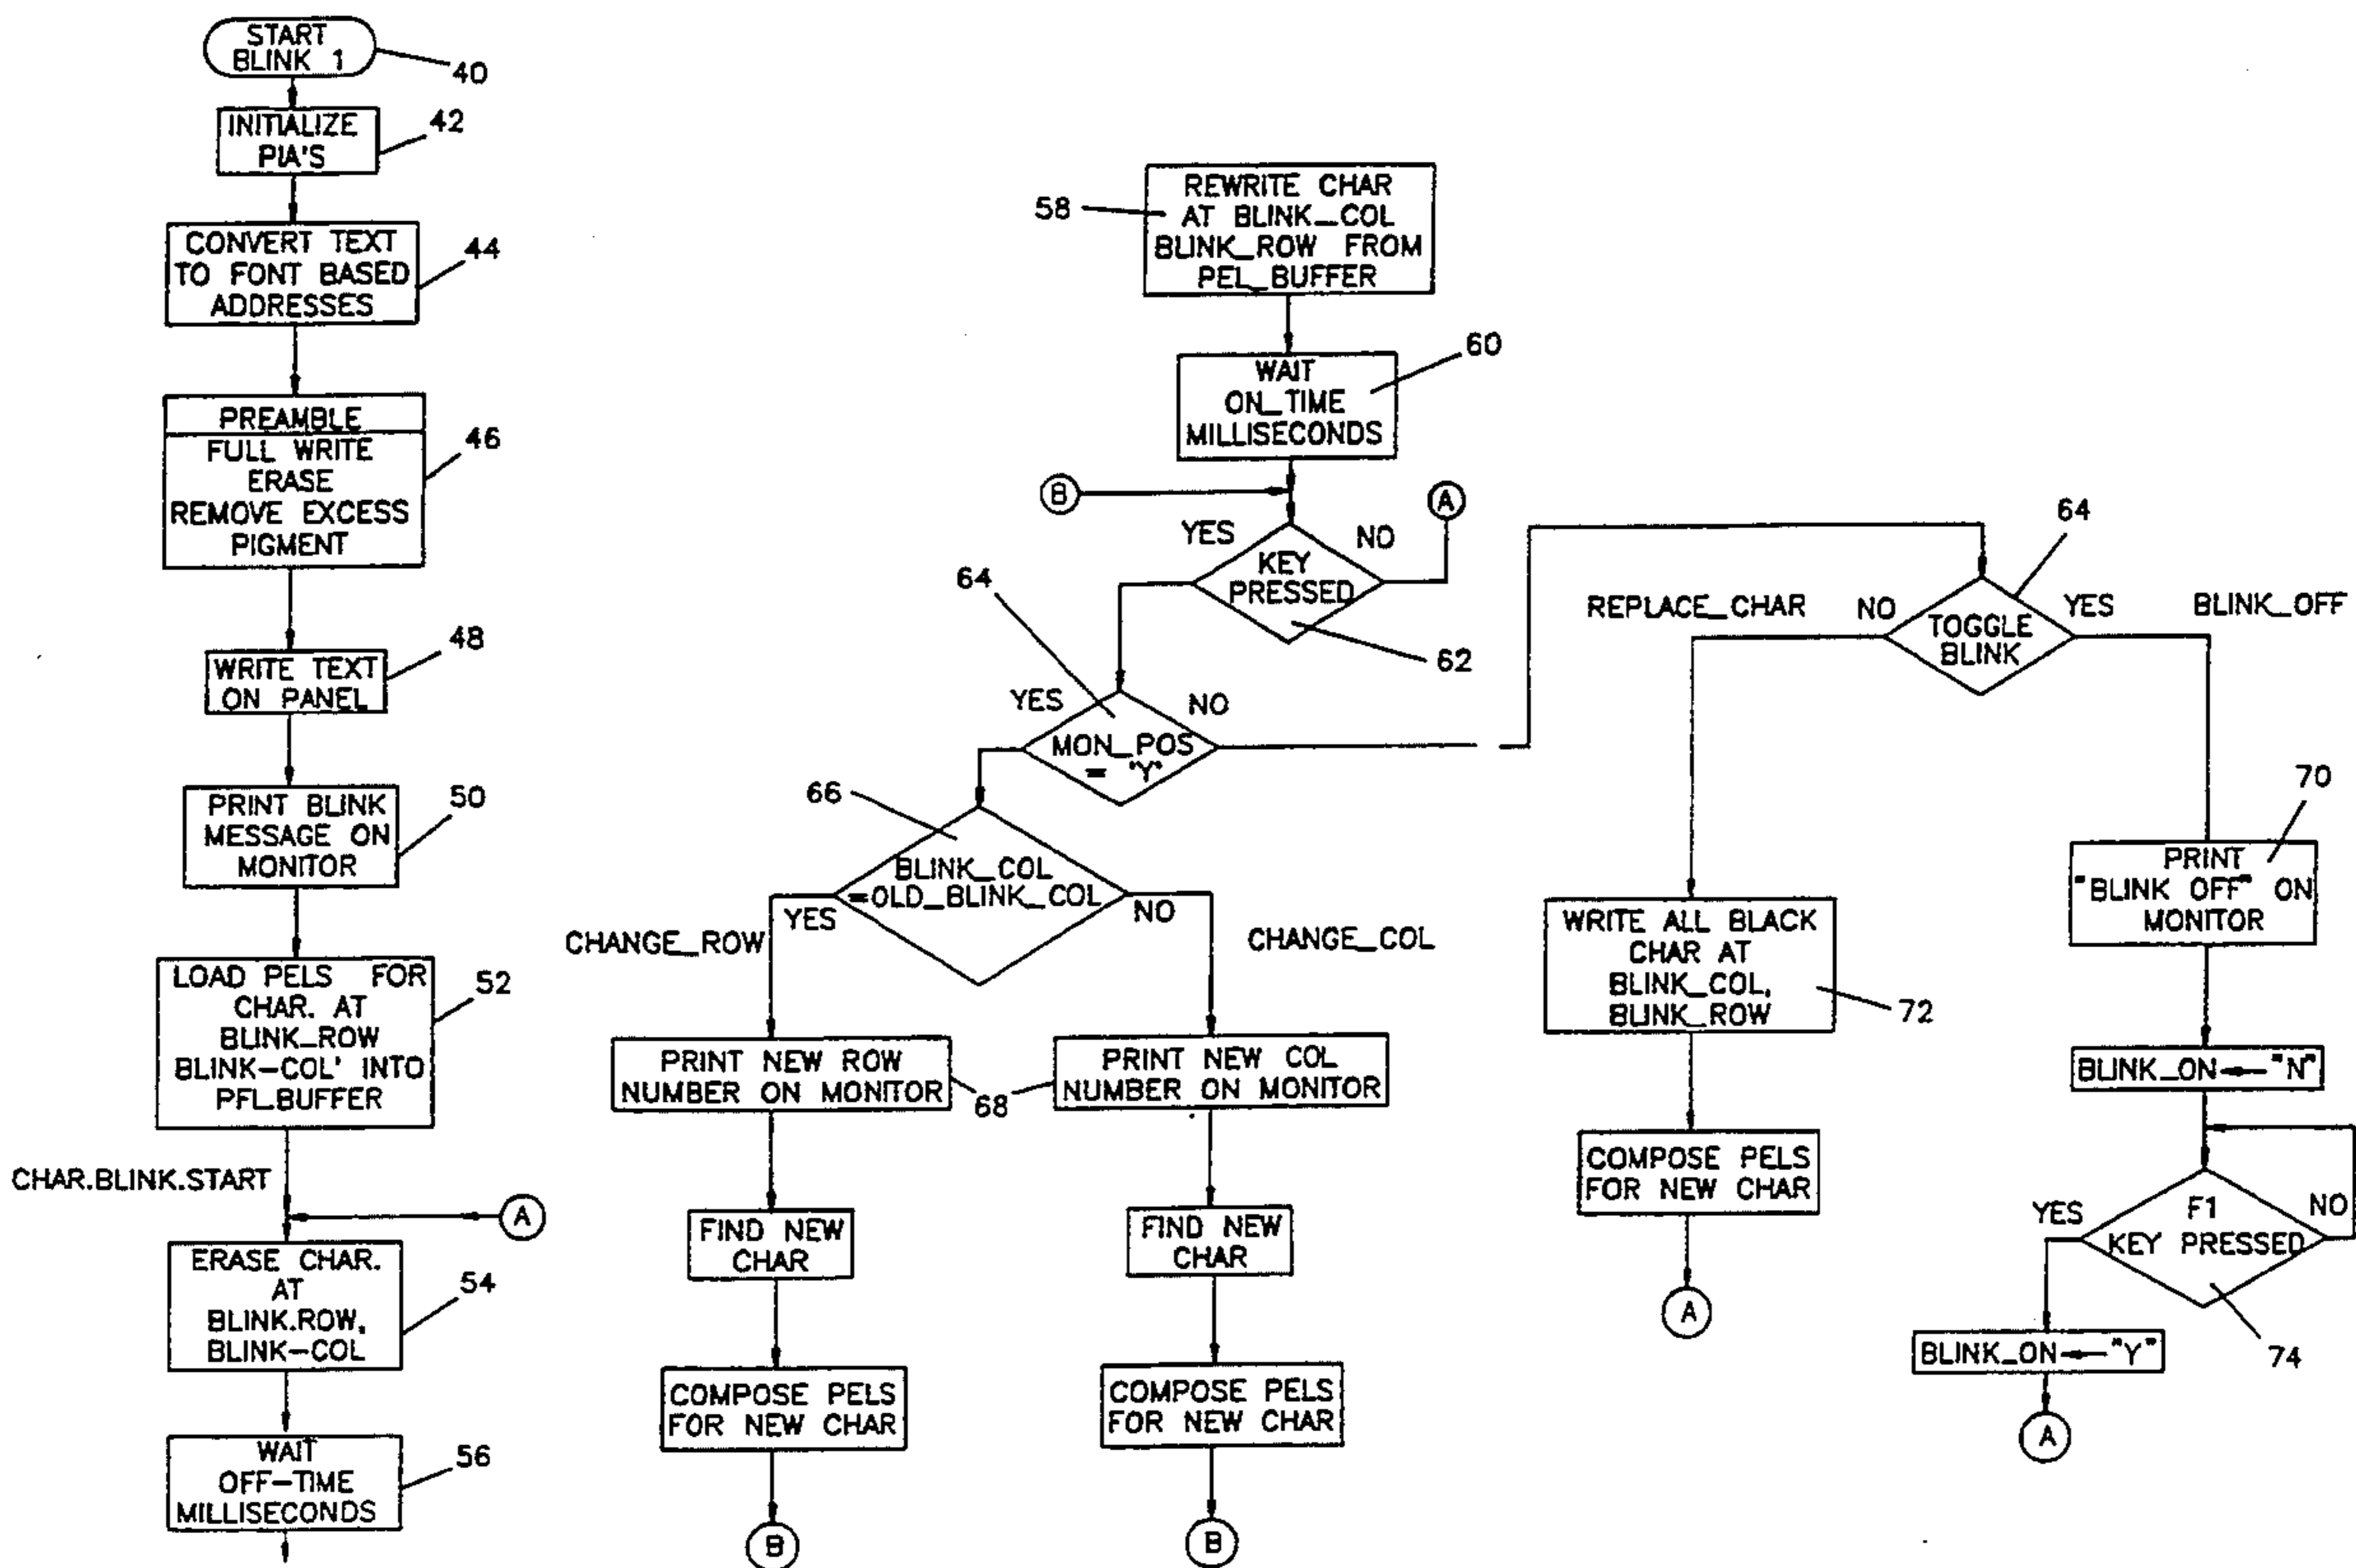 START
BLINK 1
40
INITIALIZE
PIA'S
42
CONVERT TEXT
TO FONT BASED
ADDRESSES
44
PREAMBLE
FULL WRITE
ERASE
REMOVE EXCESS
PIGMENT
46
WRITE TEXT
ON PANEL
48
PRINT BLINK
MESSAGE ON
MONITOR
50
LOAD PELS FOR
CHAR. AT
BLINK_ROW
BLINK-COL' INTO
PFL_BUFFER
52
CHAR.BLINK.START
A
ERASE CHAR.
AT
BLINK.ROW,
BLINK-COL
54
WAIT
OFF-TIME
MILLISECONDS
56
REWRITE CHAR
AT BLINK_COL
BLINK_ROW FROM
PEL_BUFFER
58
WAIT
ON_TIME
MILLISECONDS
60
B
A
YES
NO
KEY
PRESSED
62
64
YES
NO
MON_POS
= "Y"
66
BLINK_COL
=OLD_BLINK_COL
YES
NO
CHANGE_ROW
CHANGE_COL
PRINT NEW ROW
NUMBER ON MONITOR
68
PRINT NEW COL
NUMBER ON MONITOR
FIND NEW
CHAR
FIND NEW
CHAR
COMPOSE PELS
FOR NEW CHAR
COMPOSE PELS
FOR NEW CHAR
B
B
64
REPLACE_CHAR
NO
YES
BLINK_OFF
TOGGLE
BLINK
WRITE ALL BLACK
CHAR AT
BLINK_COL,
BLINK_ROW
72
COMPOSE PELS
FOR NEW CHAR
A
70
PRINT
"BLINK OFF" ON
MONITOR
BLINK_ON ← "N"
YES
NO
F1
KEY PRESSED
74
BLINK_ON ← "Y"
A